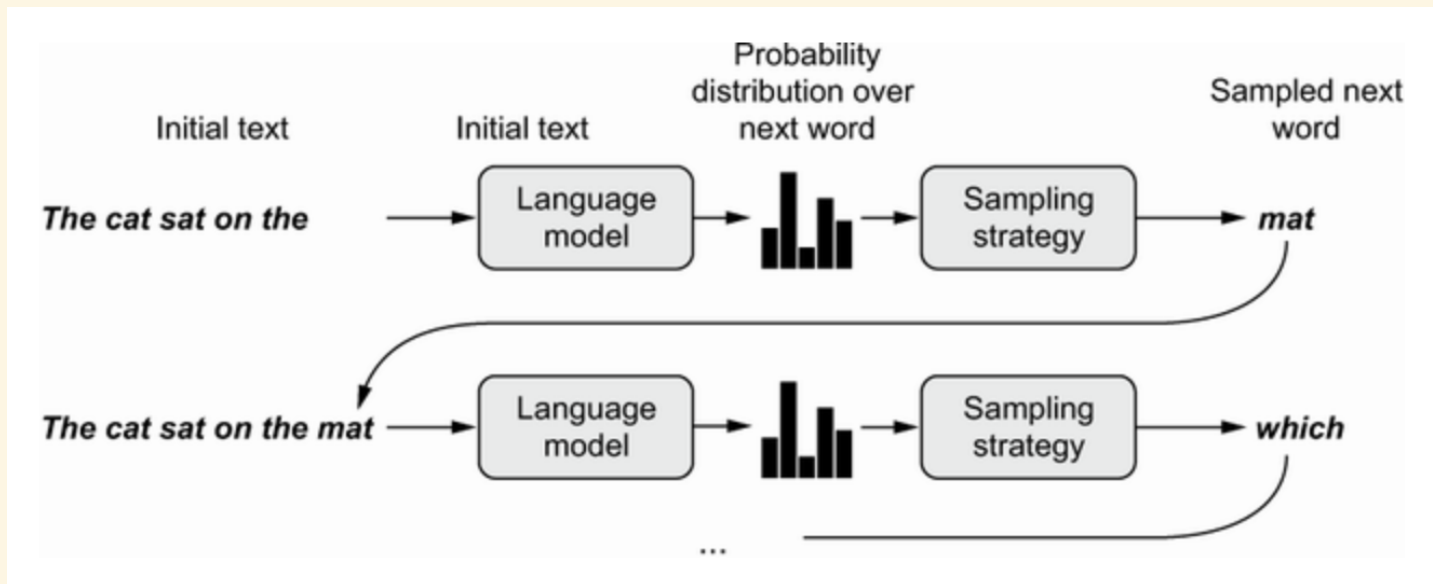 Probability
distribution over
next word
Sampled next
word
Initial text
Initial text
The cat sat on the
Language
model
Sampling
strategy
mat
The cat sat on the mat
Language
model
Sampling
strategy
which
...